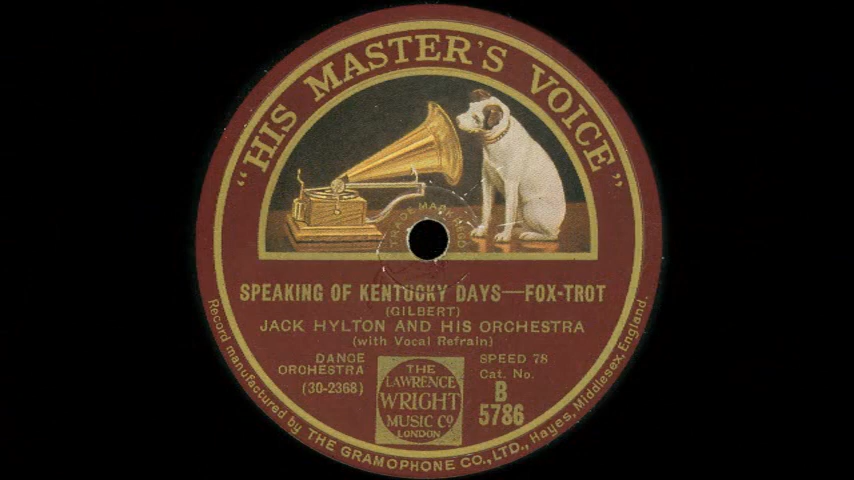 "HIS MASTER'S VOICE"
TRADE MARK REGD
SPEAKING OF KENTUCKY DAYS—FOX-TROT
(GILBERT)
JACK HYLTON AND HIS ORCHESTRA
(with Vocal Refrain)
DANCE
ORCHESTRA
(30-2368)
THE
LAWRENCE
WRIGHT
MUSIC Cº
LONDON
SPEED 78
Cat. No.
B
5786
Record manufactured by THE GRAMOPHONE CO., LTD., Hayes, Middlesex, England.